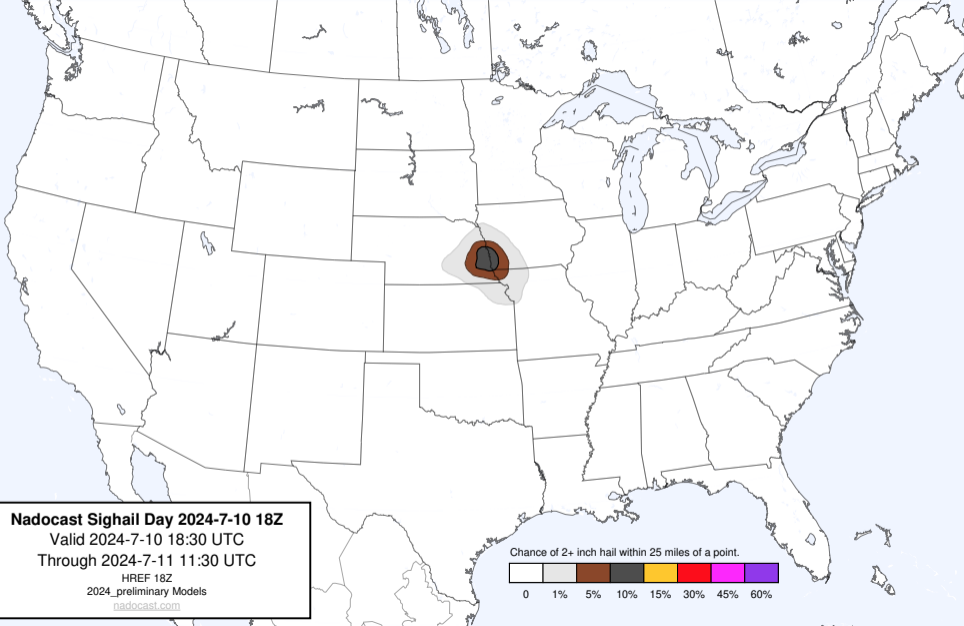 Nadocast Sighail Day 2024-7-10 18Z
Valid 2024-7-10 18:30 UTC
Through 2024-7-11 11:30 UTC
HREF 18Z
2024_preliminary Models
nadocast.com
Chance of 2+ inch hail within 25 miles of a point.
0 1% 5% 10% 15% 30% 45% 60%